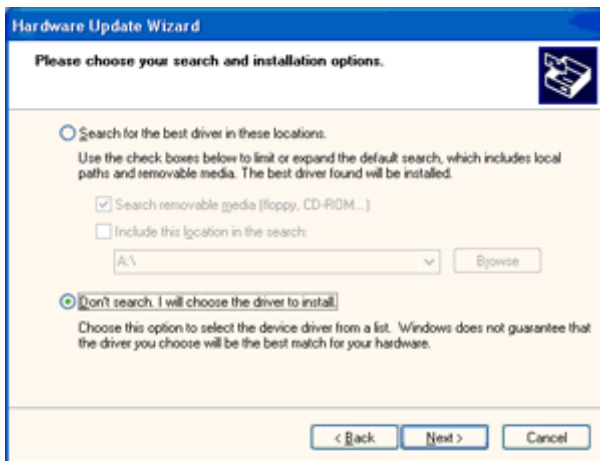 Hardware Update Wizard
Please choose your search and installation options.
Search for the best driver in these locations.
Use the check boxes below to limit or expand the default search, which includes local
paths and removable media. The best driver found will be installed.
Search removable media (floppy, CD-ROM...)
Include this location in the search:
A:\
Browse
Don't search. I will choose the driver to install.
Choose this option to select the device driver from a list. Windows does not guarantee that
the driver you choose will be the best match for your hardware.
< Back Next > Cancel